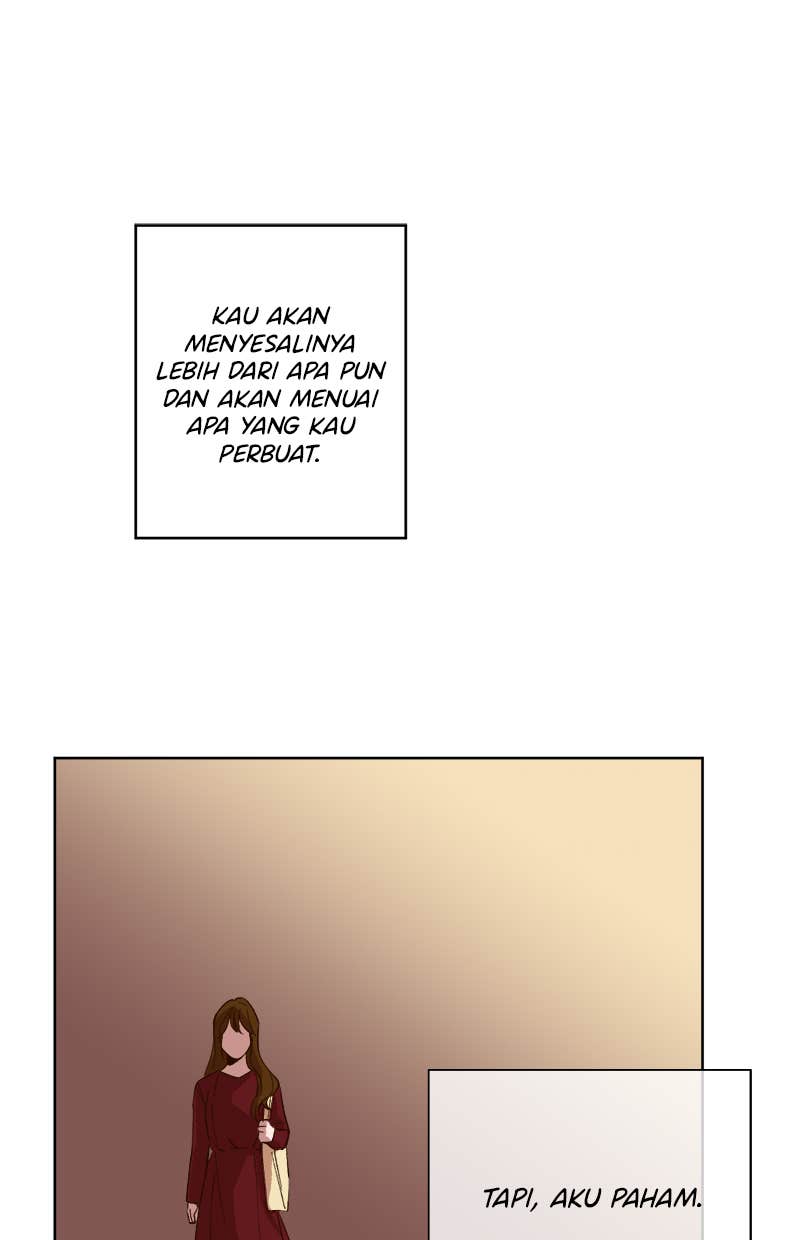 KAU AKAN
MENYESALINYA
LEBIH DARI APA PUN
DAN AKAN MENUAI
APA YANG KAU
PERBUAT.
TAPI, AKU PAHAM.